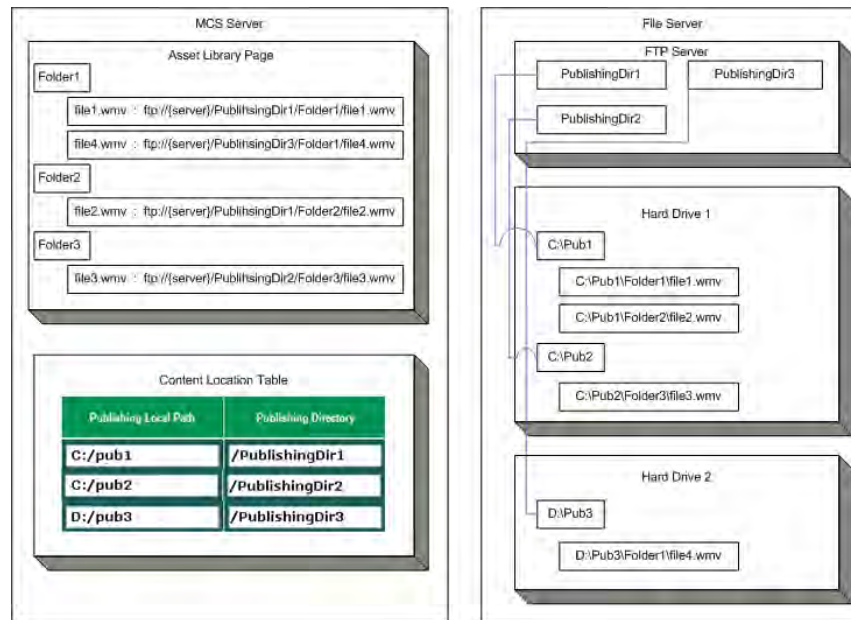 MCS Server
Asset Library Page
Folder1
file1.wmv : ftp://{server}/PublihsingDir1/Folder1/file1.wmv
file4.wmv : ftp://{server}/PublihsingDir3/Folder1/file4.wmv
Folder2
file2.wmv : ftp://{server}/PublihsingDir1/Folder2/file2.wmv
Folder3
file3.wmv : ftp://{server}/PublihsingDir2/Folder3/file3.wmv
Content Location Table
Publishing Local Path Publishing Directory
C:/pub1 /PublishingDir1
C:/pub2 /PublishingDir2
D:/pub3 /PublishingDir3
File Server
FTP Server
PublishingDir1 PublishingDir3
PublishingDir2
Hard Drive 1
C:\Pub1
C:\Pub1\Folder1\file1.wmv
C:\Pub1\Folder2\file2.wmv
C:\Pub2
C:\Pub2\Folder3\file3.wmv
Hard Drive 2
D:\Pub3
D:\Pub3\Folder1\file4.wmv